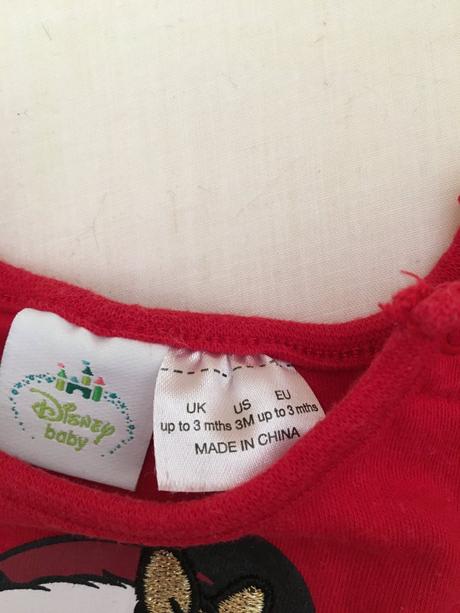 Disney
baby
UK US EU
up to 3 mths 3M up to 3 mths
MADE IN CHINA